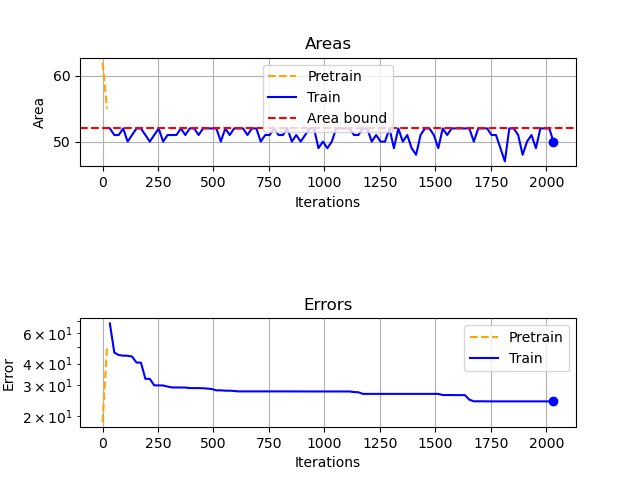 Areas
Pretrain
Train
Area bound
60
50
Area
0 250 500 750 1000 1250 1500 1750 2000
Iterations
Errors
Pretrain
Train
6 × 10¹
4 × 10¹
3 × 10¹
2 × 10¹
Error
0 250 500 750 1000 1250 1500 1750 2000
Iterations